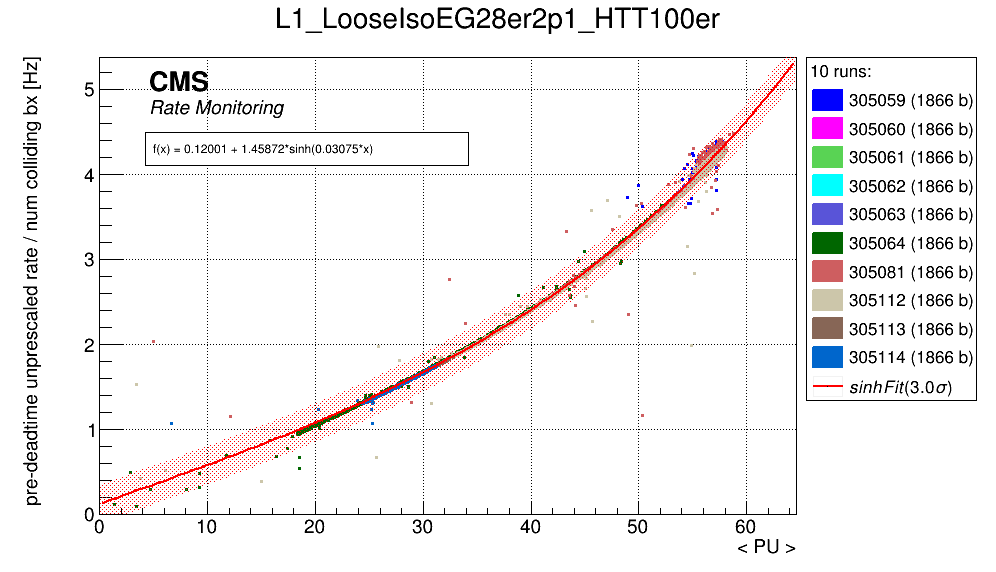 L1_LooseIsoEG28er2p1_HTT100er
pre-deadtime unprescaled rate / num colliding bx [Hz]
CMS
Rate Monitoring
f(x) = 0.12001 + 1.45872*sinh(0.03075*x)
5
4
3
2
1
0
0 10 20 30 40 50 60
< PU >
10 runs:
305059 (1866 b)
305060 (1866 b)
305061 (1866 b)
305062 (1866 b)
305063 (1866 b)
305064 (1866 b)
305081 (1866 b)
305112 (1866 b)
305113 (1866 b)
305114 (1866 b)
sinhFit(3.0σ)